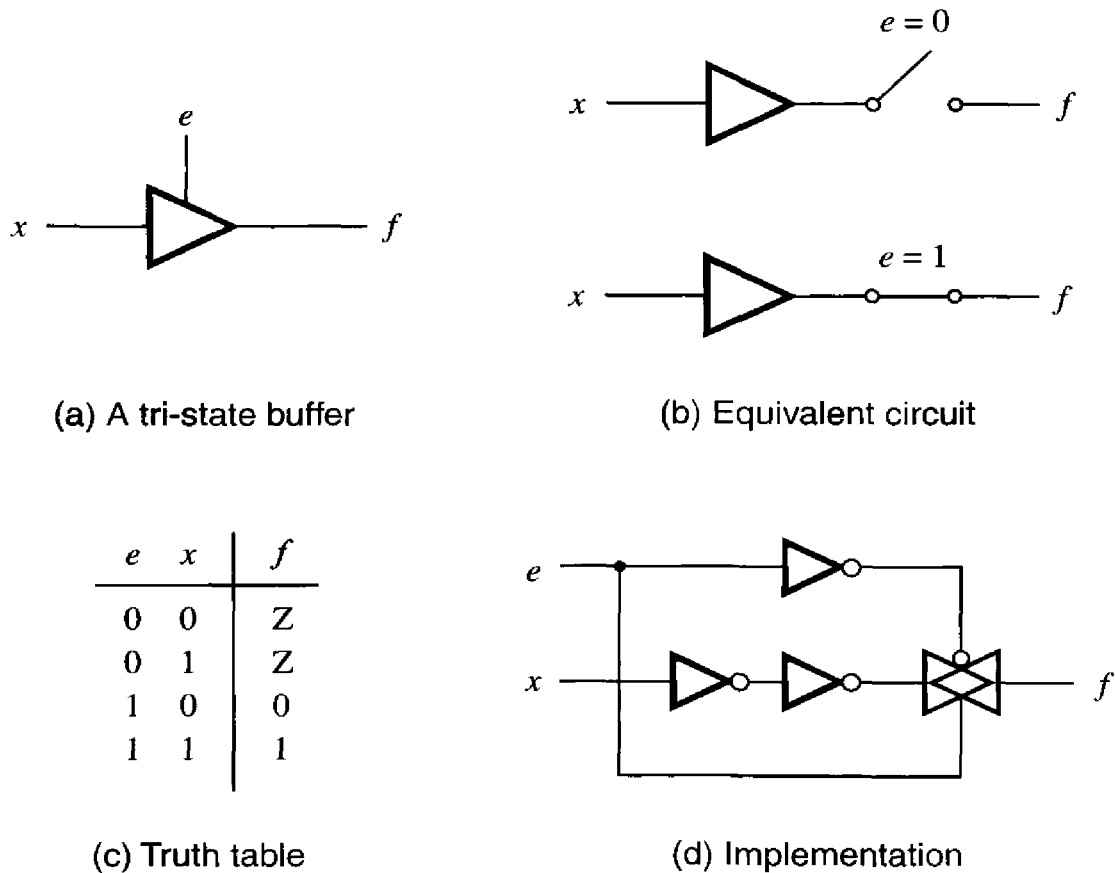 e
x
f
(a) A tri-state buffer
e = 0
x
f
e = 1
x
f
(b) Equivalent circuit
e x f
0 0 Z
0 1 Z
1 0 0
1 1 1
(c) Truth table
e
x
f
(d) Implementation